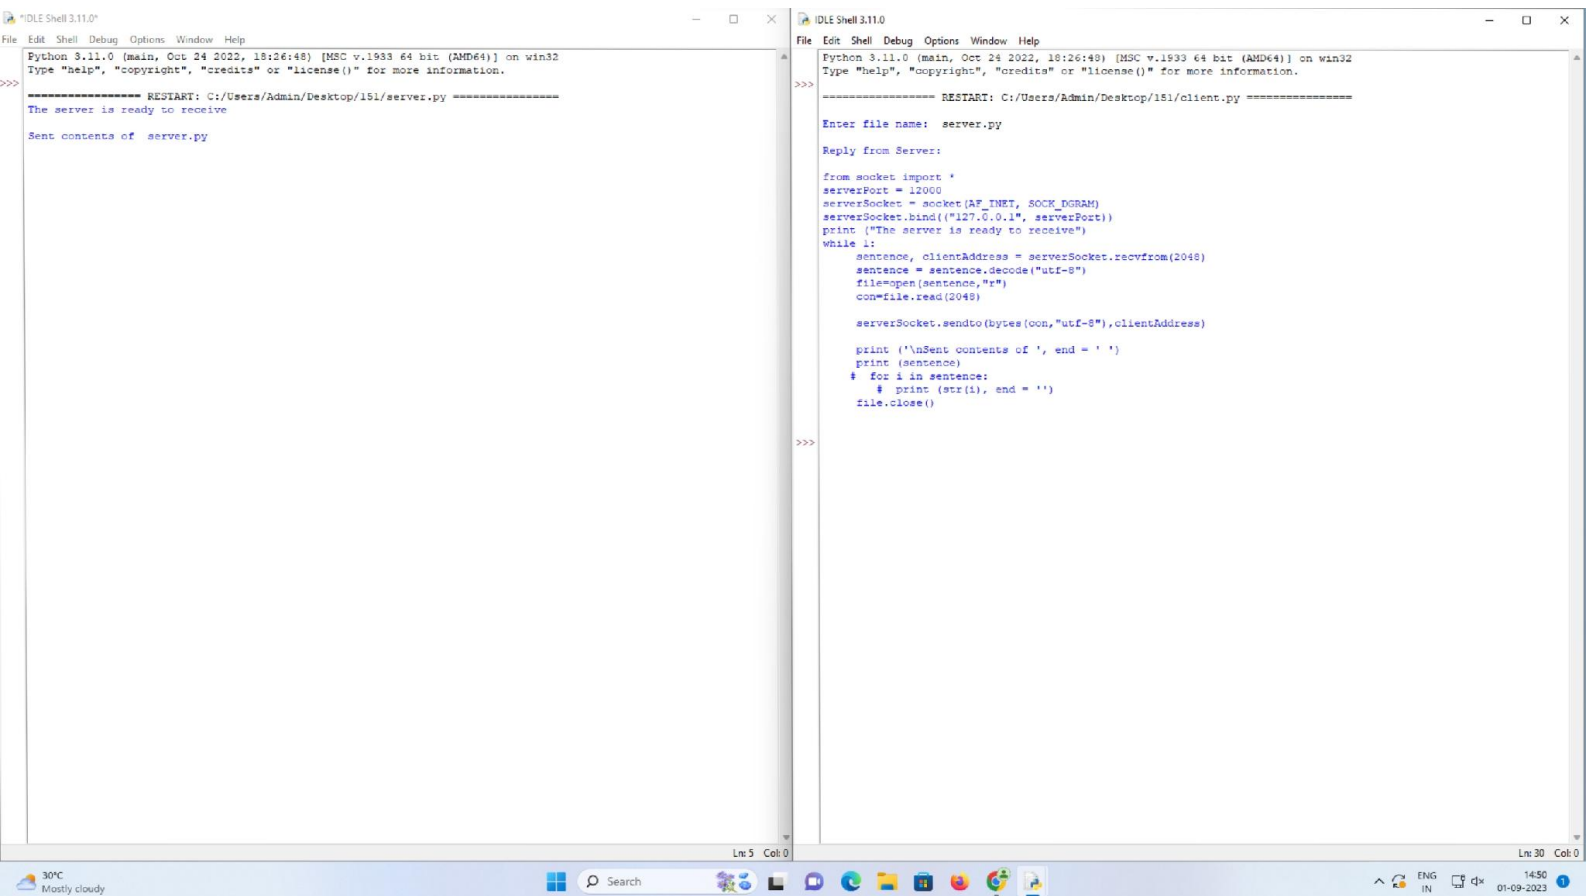 *IDLE Shell 3.11.0*
File Edit Shell Debug Options Window Help
Python 3.11.0 (main, Oct 24 2022, 18:26:48) [MSC v.1933 64 bit (AMD64)] on win32
Type "help", "copyright", "credits" or "license()" for more information.
>>>
================= RESTART: C:/Users/Admin/Desktop/151/server.py ================
The server is ready to receive
Sent contents of  server.py
Ln: 5 Col: 0
IDLE Shell 3.11.0
File Edit Shell Debug Options Window Help
Python 3.11.0 (main, Oct 24 2022, 18:26:48) [MSC v.1933 64 bit (AMD64)] on win32
Type "help", "copyright", "credits" or "license()" for more information.
>>>
================= RESTART: C:/Users/Admin/Desktop/151/client.py ================
Enter file name:  server.py
Reply from Server:
from socket import *
serverPort = 12000
serverSocket = socket(AF_INET, SOCK_DGRAM)
serverSocket.bind(("127.0.0.1", serverPort))
print ("The server is ready to receive")
while 1:
     sentence, clientAddress = serverSocket.recvfrom(2048)
     sentence = sentence.decode("utf-8")
     file=open(sentence,"r")
     con=file.read(2048)
     serverSocket.sendto(bytes(con,"utf-8"),clientAddress)
     print ('\nSent contents of ', end = ' ')
     print (sentence)
    #  for i in sentence:
        #  print (str(i), end = '')
     file.close()
>>>
Ln: 30 Col: 0
30°C
Mostly cloudy
Search
ENG
IN
14:50
01-09-2023
1